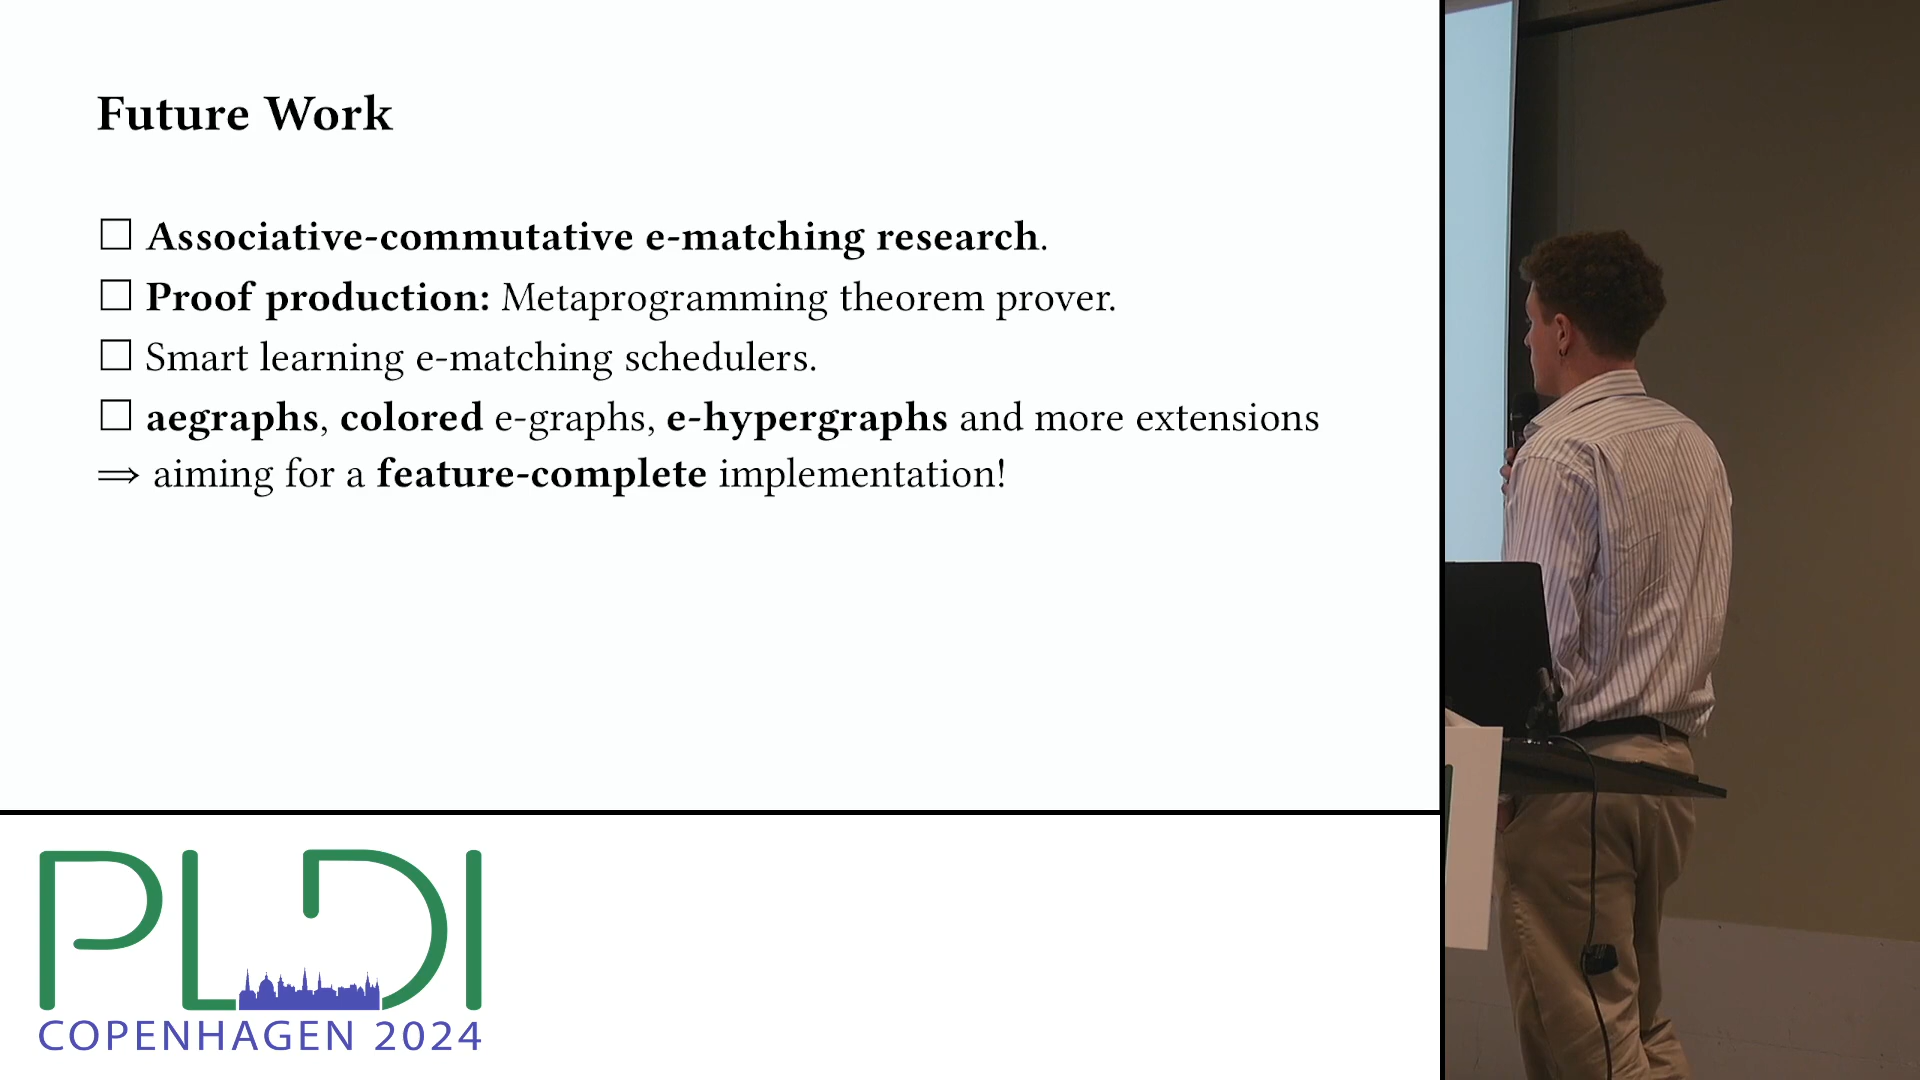 Future Work
☐ Associative-commutative e-matching research.
☐ Proof production: Metaprogramming theorem prover.
☐ Smart learning e-matching schedulers.
☐ aegraphs, colored e-graphs, e-hypergraphs and more extensions
⟹ aiming for a feature-complete implementation!
PLDI
COPENHAGEN 2024